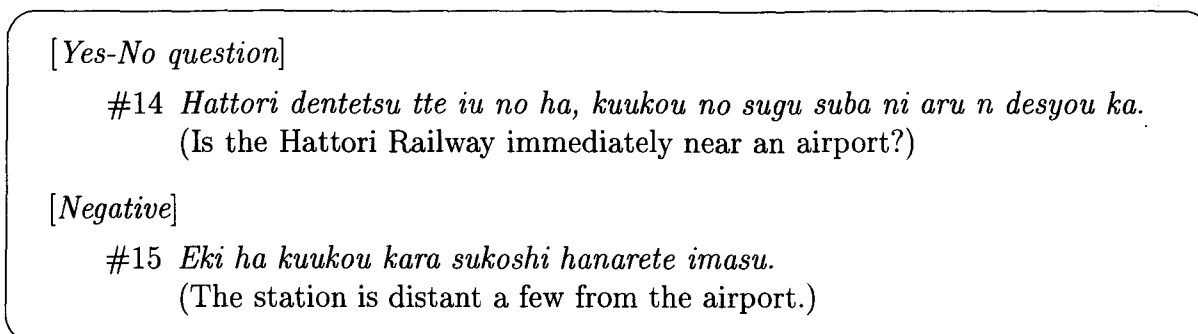 [Yes-No question]
#14 Hattori dentetsu tte iu no ha, kuukou no sugu suba ni aru n desyou ka.
(Is the Hattori Railway immediately near an airport?)
[Negative]
#15 Eki ha kuukou kara sukoshi hanarete imasu.
(The station is distant a few from the airport.)